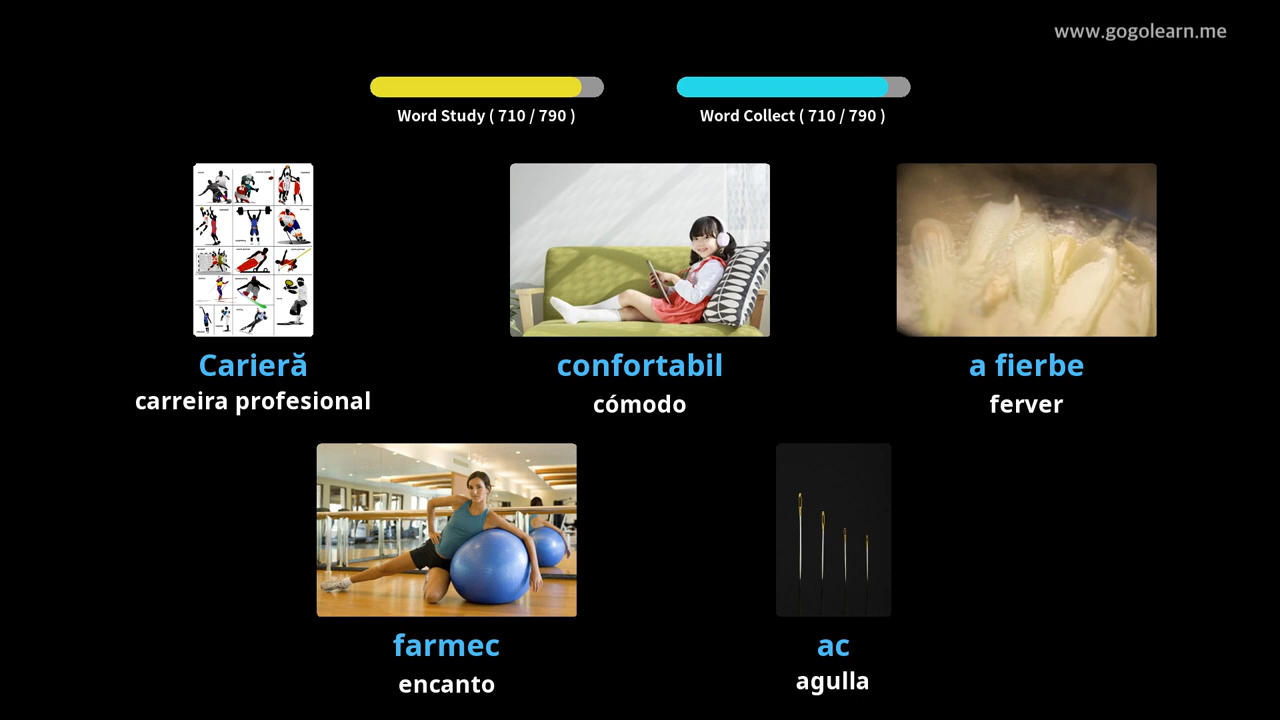 www.gogolearn.me
Word Study ( 710 / 790 )
Word Collect ( 710 / 790 )
Carieră
carreira profesional
confortabil
cómodo
a fierbe
ferver
farmec
encanto
ac
agulla